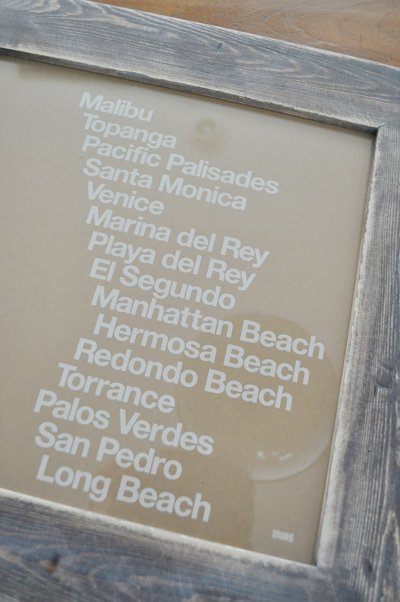 Malibu
Topanga
Pacific Palisades
Santa Monica
Venice
Marina del Rey
Playa del Rey
El Segundo
Manhattan Beach
Hermosa Beach
Redondo Beach
Torrance
Palos Verdes
San Pedro
Long Beach